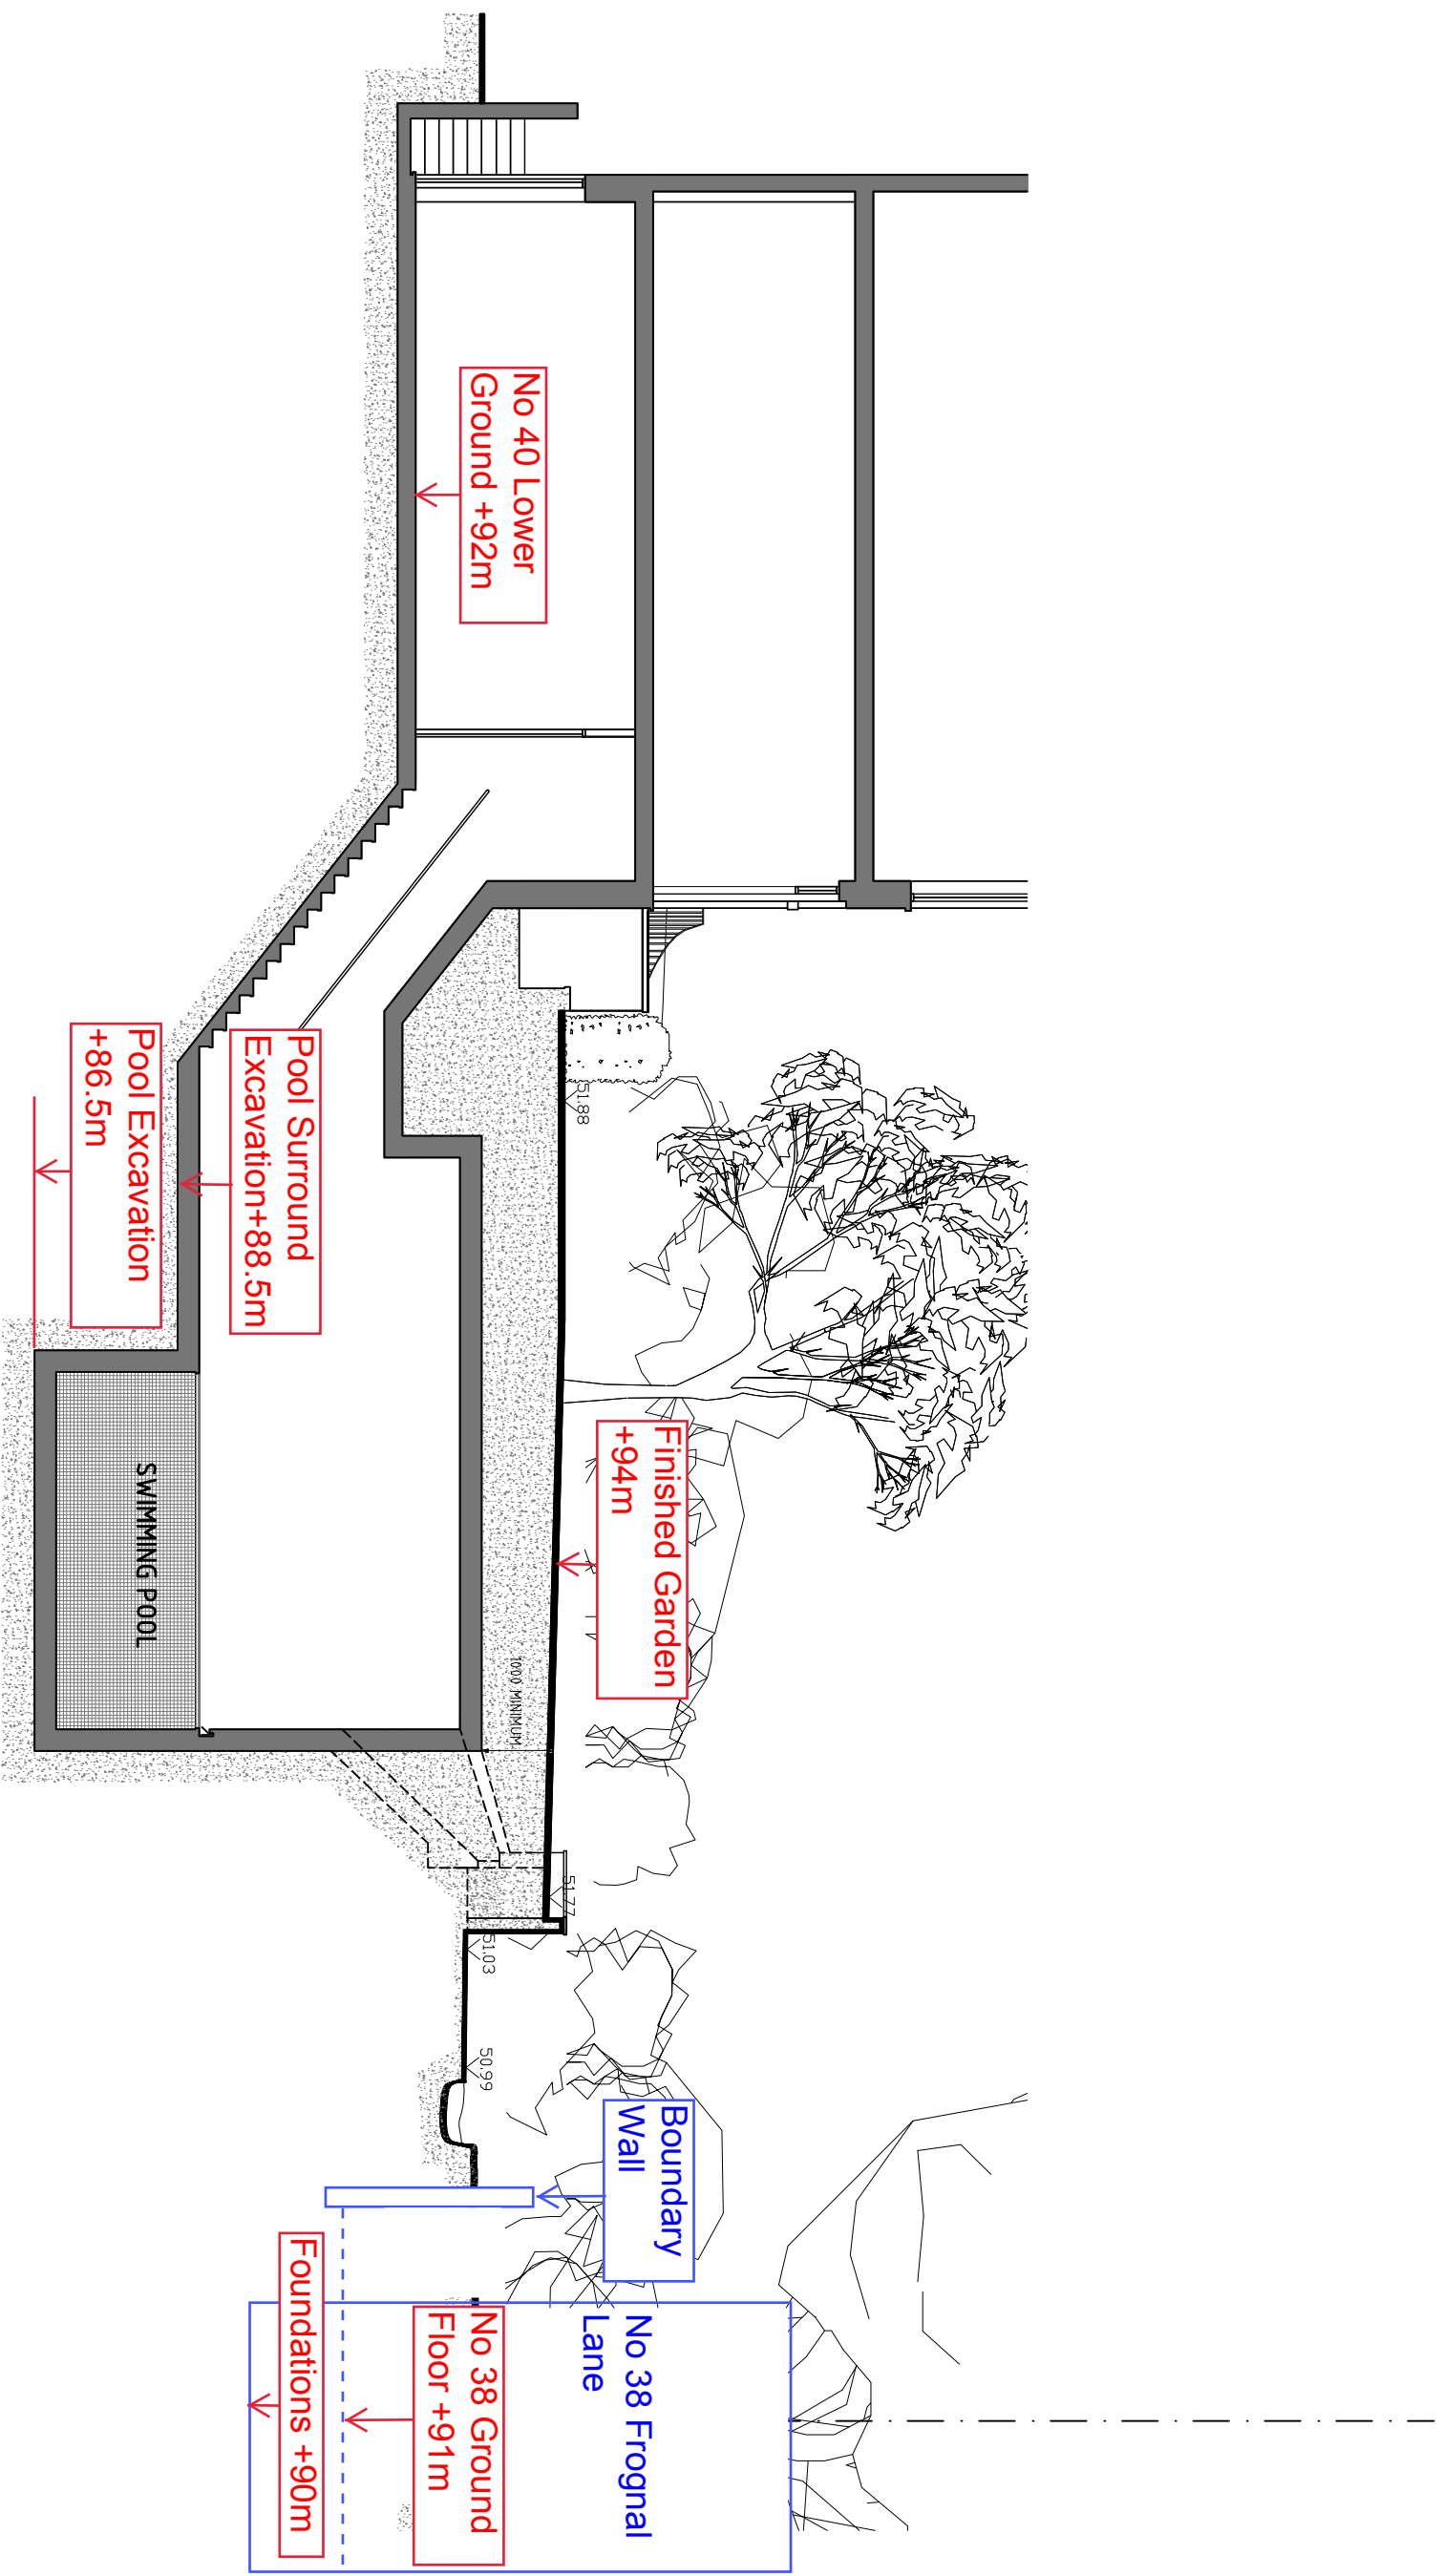 No 40 Lower
Ground +92m
Pool Surround
Excavation+88.5m
Pool Excavation
+86.5m
51.88
SWIMMING POOL
Finished Garden
+94m
1000 MINIMUM
51.77
51.03
50.99
Boundary
Wall
No 38 Frognal
Lane
No 38 Ground
Floor +91m
Foundations +90m